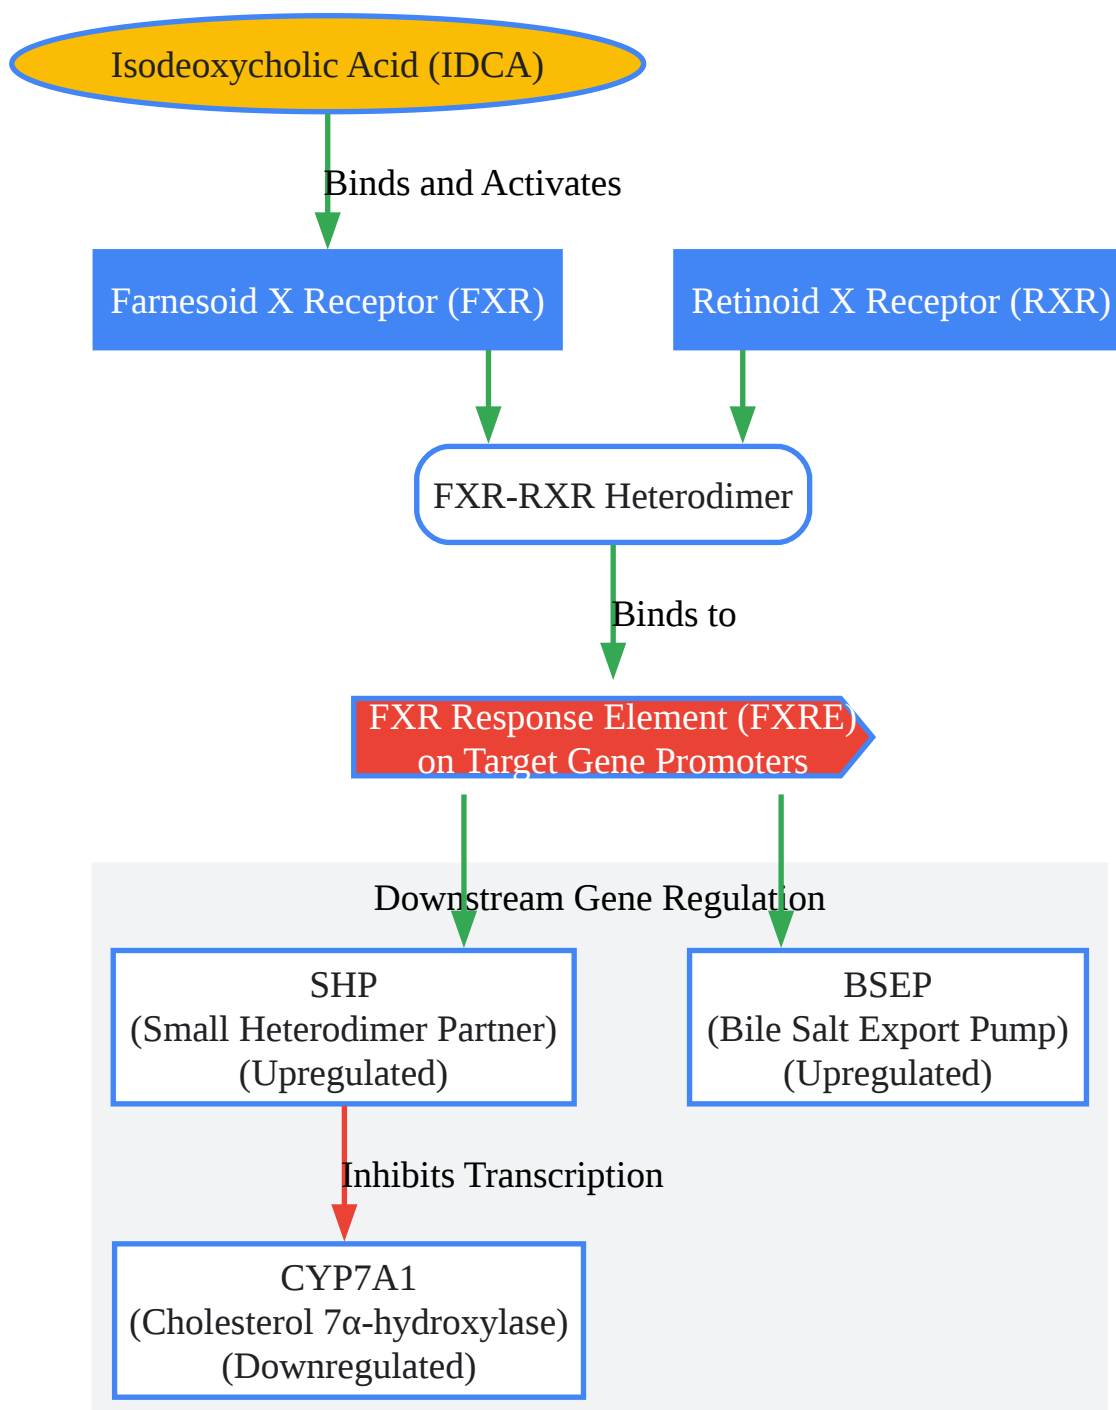 Isodeoxycholic Acid (IDCA)
Binds and Activates
Farnesoid X Receptor (FXR)
Retinoid X Receptor (RXR)
FXR-RXR Heterodimer
Binds to
FXR Response Element (FXRE)
on Target Gene Promoters
Downstream Gene Regulation
SHP
(Small Heterodimer Partner)
(Upregulated)
BSEP
(Bile Salt Export Pump)
(Upregulated)
Inhibits Transcription
CYP7A1
(Cholesterol 7α-hydroxylase)
(Downregulated)